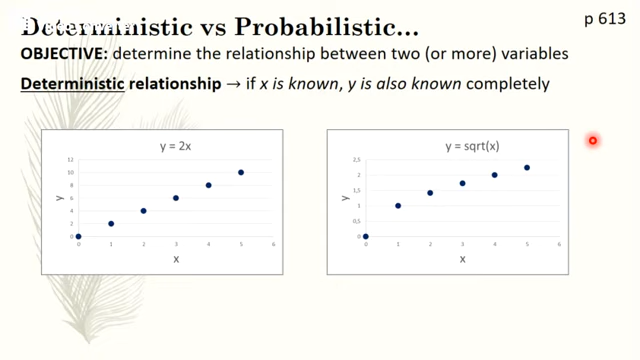 Deterministic vs Probabilistic...
p 613
OBJECTIVE: determine the relationship between two (or more) variables
Deterministic relationship → if x is known, y is also known completely
y = 2x
12
10
8
6
4
2
0
y
0 1 2 3 4 5 6
x
y = sqrt(x)
2,5
2
1,5
1
0,5
0
y
0 1 2 3 4 5 6
x